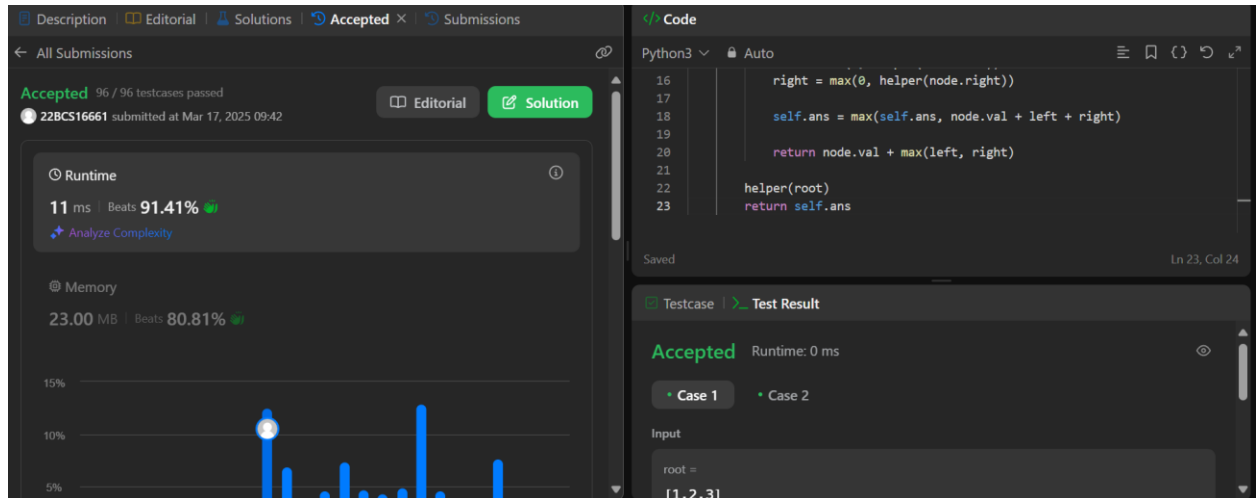 Description | Editorial | Solutions | Accepted × | Submissions
← All Submissions
Accepted 96 / 96 testcases passed
22BCS16661 submitted at Mar 17, 2025 09:42
Editorial
Solution
Runtime
11 ms | Beats 91.41%
Analyze Complexity
Memory
23.00 MB | Beats 80.81%
15%
10%
5%
</> Code
Python3 Auto
16 right = max(0, helper(node.right))
17
18 self.ans = max(self.ans, node.val + left + right)
19
20 return node.val + max(left, right)
21
22 helper(root)
23 return self.ans
Saved
Ln 23, Col 24
Testcase | >_ Test Result
Accepted Runtime: 0 ms
• Case 1 • Case 2
Input
root =
[1,2,3]